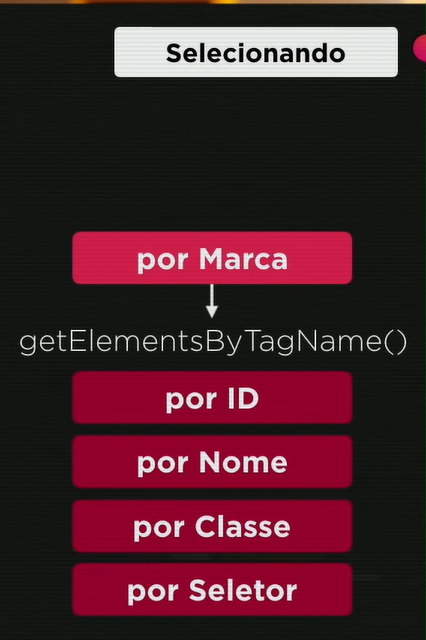 Selecionando
por Marca
getElementsByTagName()
por ID
por Nome
por Classe
por Seletor